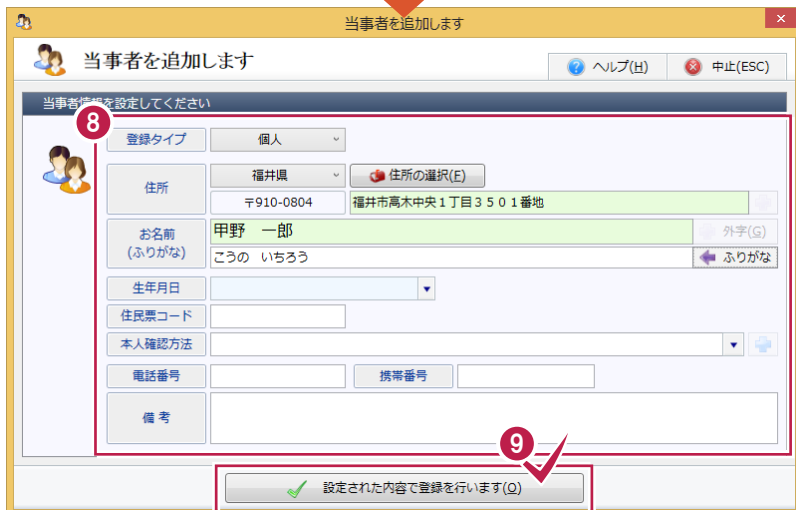 当事者を追加します
当事者を追加します
ヘルプ(H) 中止(ESC)
当事者情報を設定してください
8
登録タイプ 個人
住所 福井県 住所の選択(F)
〒910-0804 福井市高木中央1丁目3501番地
お名前 甲野 一郎 外字(G)
(ふりがな) こうの いちろう ふりがな
生年月日
住民票コード
本人確認方法
電話番号 携帯番号
備 考
9
設定された内容で登録を行います(O)